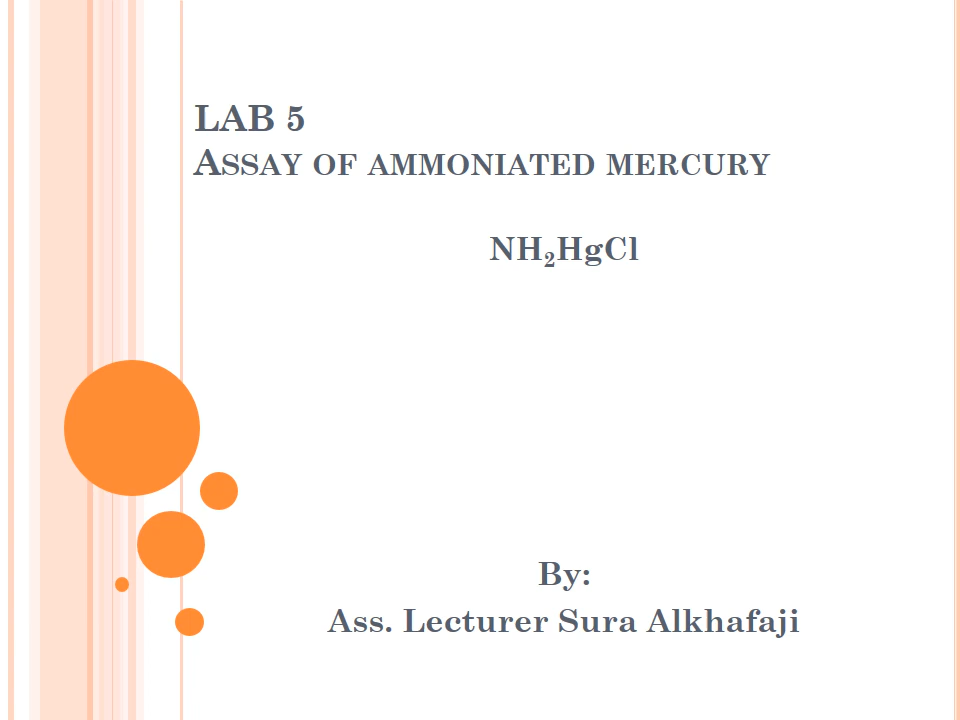 LAB 5
ASSAY OF AMMONIATED MERCURY
NH₂HgCl
By:
Ass. Lecturer Sura Alkhafaji